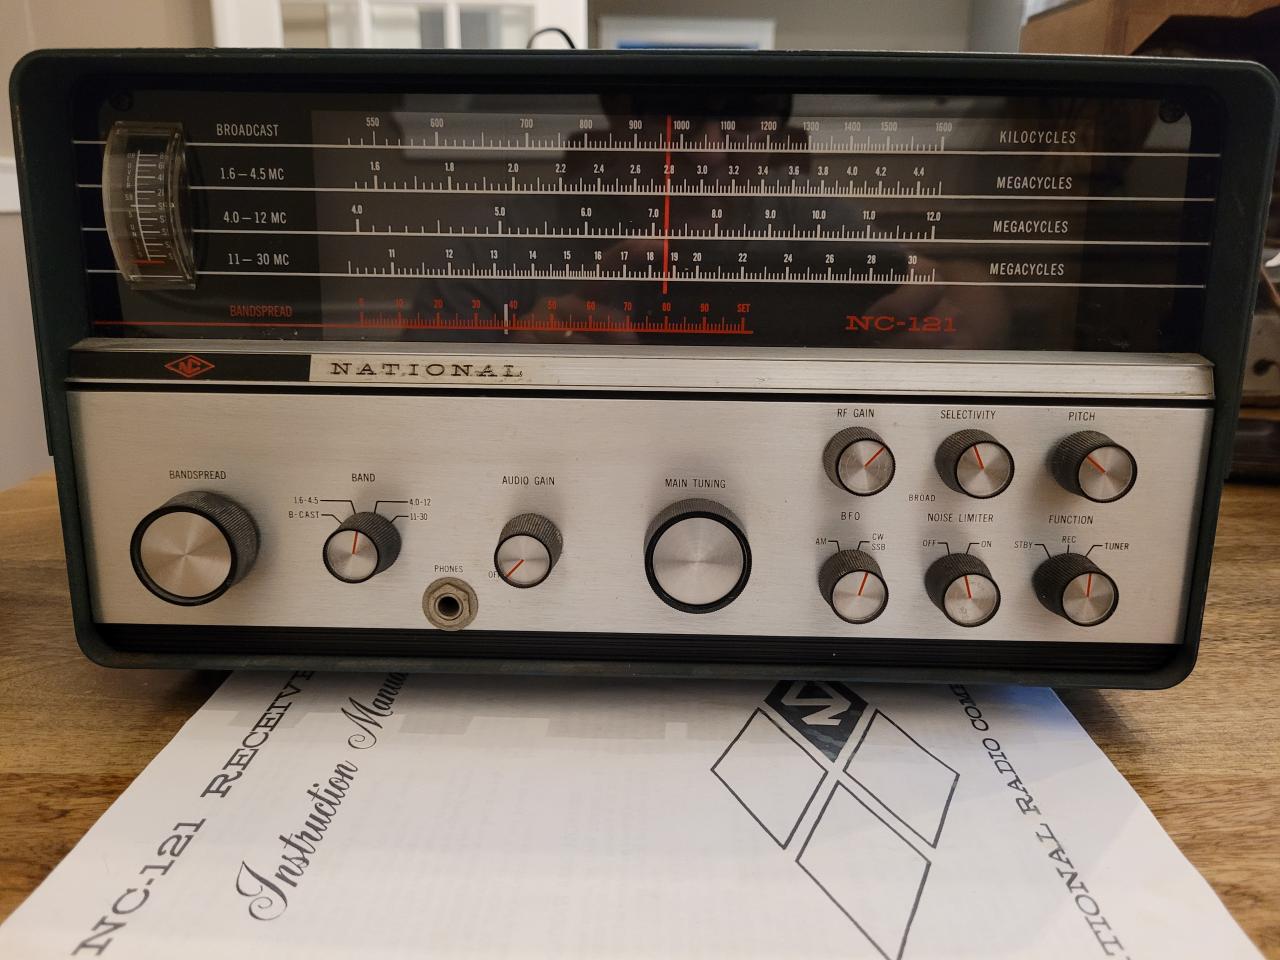 BROADCAST 550 600 700 800 900 1000 1100 1200 1300 1400 1500 1600 KILOCYCLES
1.6—4.5 MC 1.6 1.8 2.0 2.2 2.4 2.6 2.8 3.0 3.2 3.4 3.6 3.8 4.0 4.2 4.4 MEGACYCLES
4.0—12 MC 4.0 5.0 6.0 7.0 8.0 9.0 10.0 11.0 12.0 MEGACYCLES
11—30 MC 11 12 13 14 15 16 17 18 19 20 22 24 26 28 30 MEGACYCLES
BANDSPREAD 0 10 20 30 40 50 60 70 80 90 SET NC-121
NC NATIONAL
RF GAIN SELECTIVITY PITCH
BANDSPREAD BAND AUDIO GAIN MAIN TUNING
1.6-4.5 4.0-12
B-CAST 11-30
BROAD
BFO NOISE LIMITER FUNCTION
AM CW SSB OFF ON STBY REC TUNER
PHONES OFF
NC-121 RECEIVE
Instruction Manua
TIONAL RADIO COM